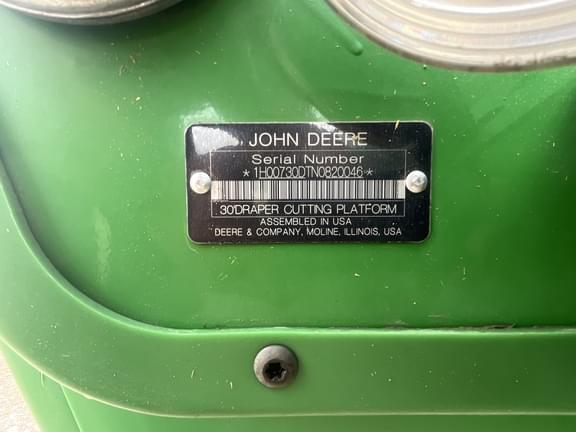 JOHN DEERE
Serial Number
*1H00730DTN0820046*
30'DRAPER CUTTING PLATFORM
ASSEMBLED IN USA
DEERE & COMPANY, MOLINE, ILLINOIS, USA